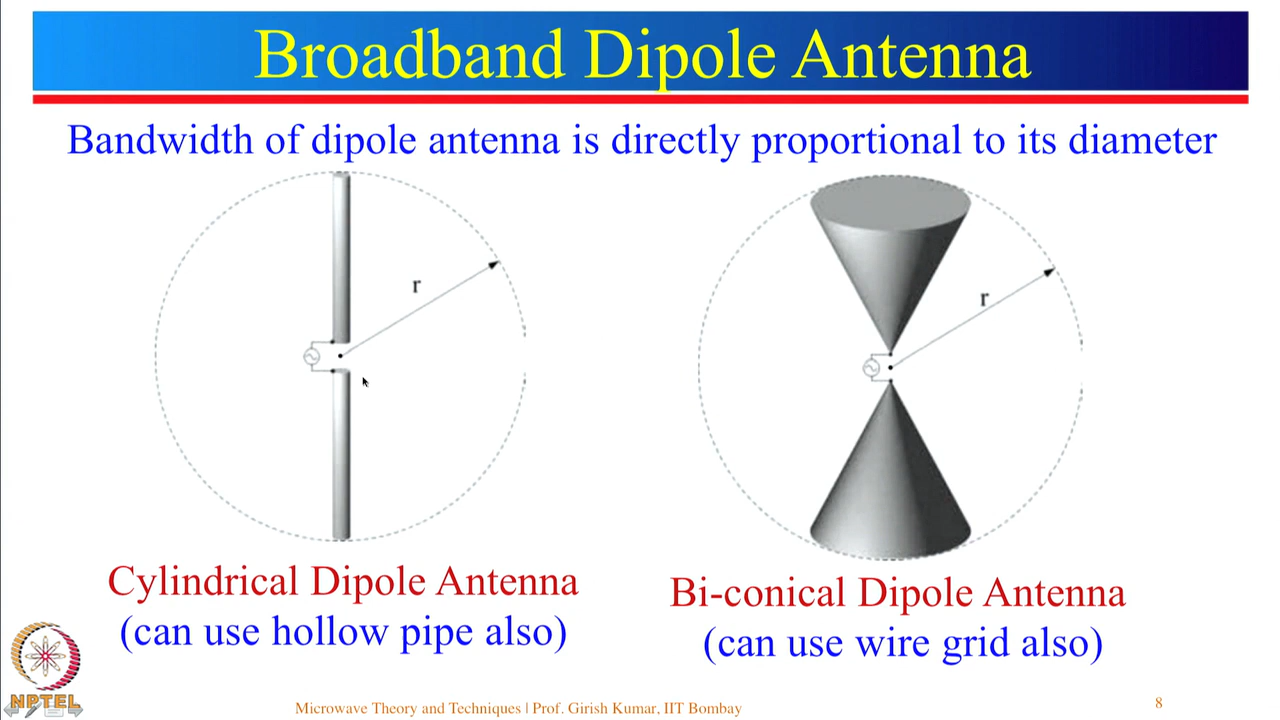 Broadband Dipole Antenna
Bandwidth of dipole antenna is directly proportional to its diameter
r
r
Cylindrical Dipole Antenna
(can use hollow pipe also)
Bi-conical Dipole Antenna
(can use wire grid also)
NPTEL
Microwave Theory and Techniques | Prof. Girish Kumar, IIT Bombay
8